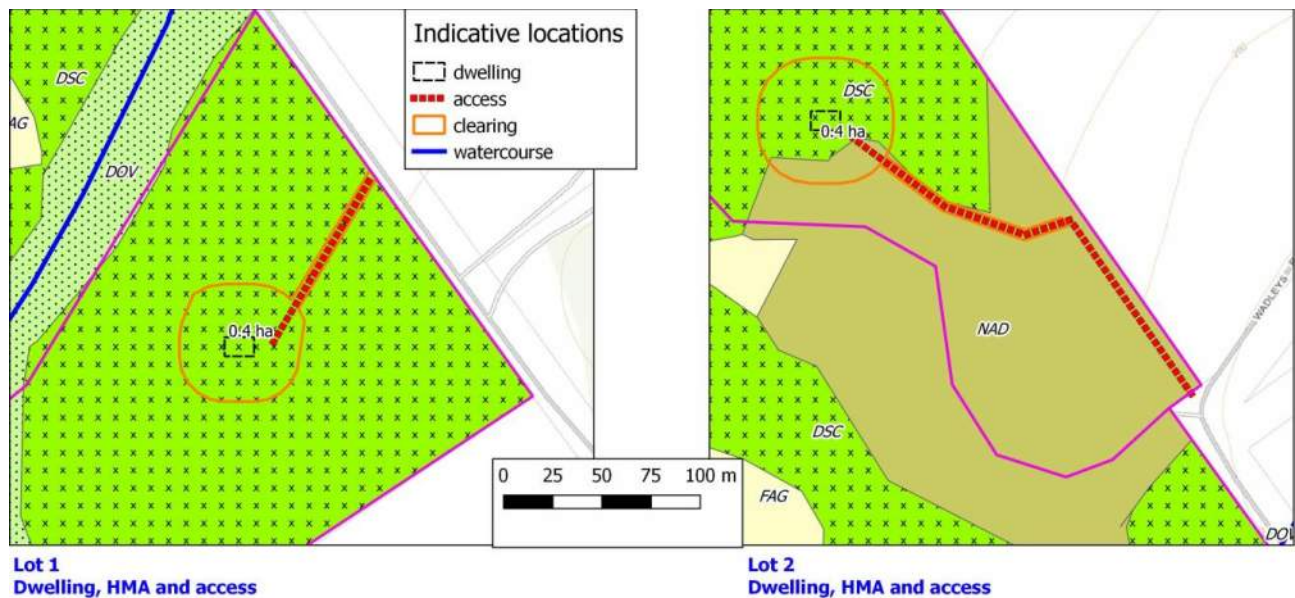 Indicative locations
dwelling
access
clearing
watercourse
DSC
AG
DOV
0.4 ha
0 25 50 75 100 m
Lot 1
Dwelling, HMA and access
DSC
0.4 ha
NAD
DSC
FAG
WADLEYS
DOV
Lot 2
Dwelling, HMA and access